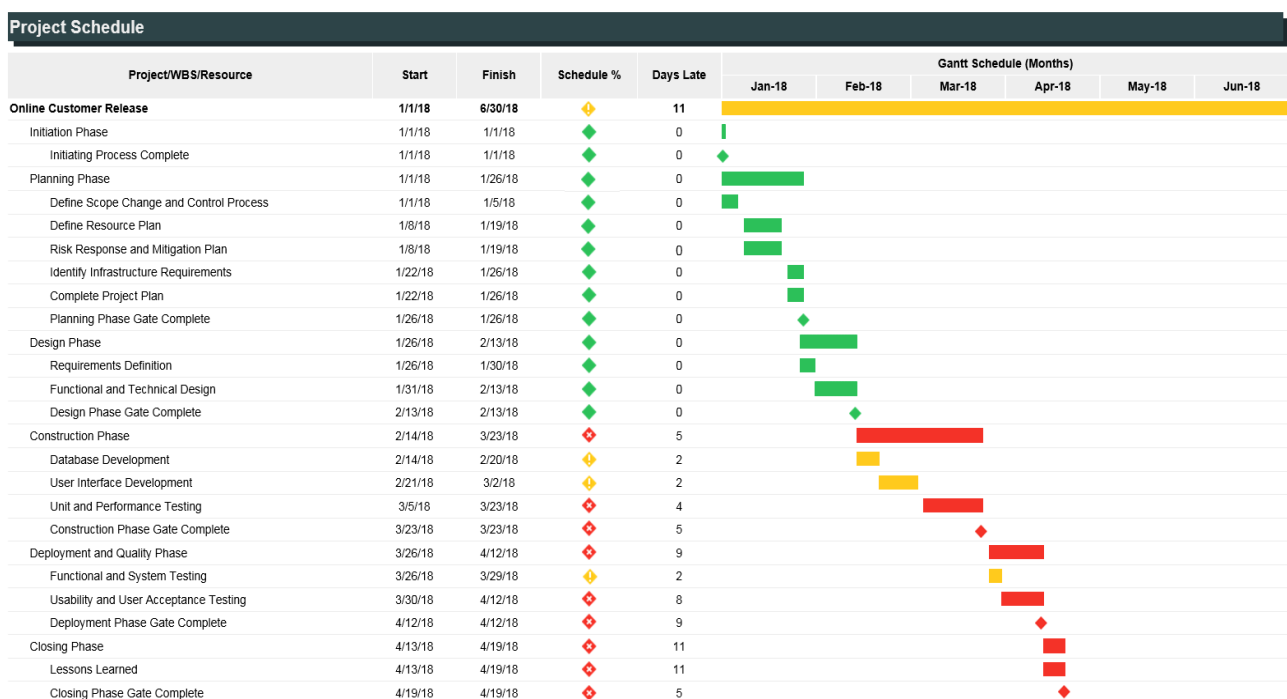 Project Schedule
Project/WBS/Resource Start Finish Schedule % Days Late Gantt Schedule (Months)
Jan-18 Feb-18 Mar-18 Apr-18 May-18 Jun-18
Online Customer Release 1/1/18 6/30/18 11
Initiation Phase 1/1/18 1/1/18 0
Initiating Process Complete 1/1/18 1/1/18 0
Planning Phase 1/1/18 1/26/18 0
Define Scope Change and Control Process 1/1/18 1/5/18 0
Define Resource Plan 1/8/18 1/19/18 0
Risk Response and Mitigation Plan 1/8/18 1/19/18 0
Identify Infrastructure Requirements 1/22/18 1/26/18 0
Complete Project Plan 1/22/18 1/26/18 0
Planning Phase Gate Complete 1/26/18 1/26/18 0
Design Phase 1/26/18 2/13/18 0
Requirements Definition 1/26/18 1/30/18 0
Functional and Technical Design 1/31/18 2/13/18 0
Design Phase Gate Complete 2/13/18 2/13/18 0
Construction Phase 2/14/18 3/23/18 5
Database Development 2/14/18 2/20/18 2
User Interface Development 2/21/18 3/2/18 2
Unit and Performance Testing 3/5/18 3/23/18 4
Construction Phase Gate Complete 3/23/18 3/23/18 5
Deployment and Quality Phase 3/26/18 4/12/18 9
Functional and System Testing 3/26/18 3/29/18 2
Usability and User Acceptance Testing 3/30/18 4/12/18 8
Deployment Phase Gate Complete 4/12/18 4/12/18 9
Closing Phase 4/13/18 4/19/18 11
Lessons Learned 4/13/18 4/19/18 11
Closing Phase Gate Complete 4/19/18 4/19/18 5